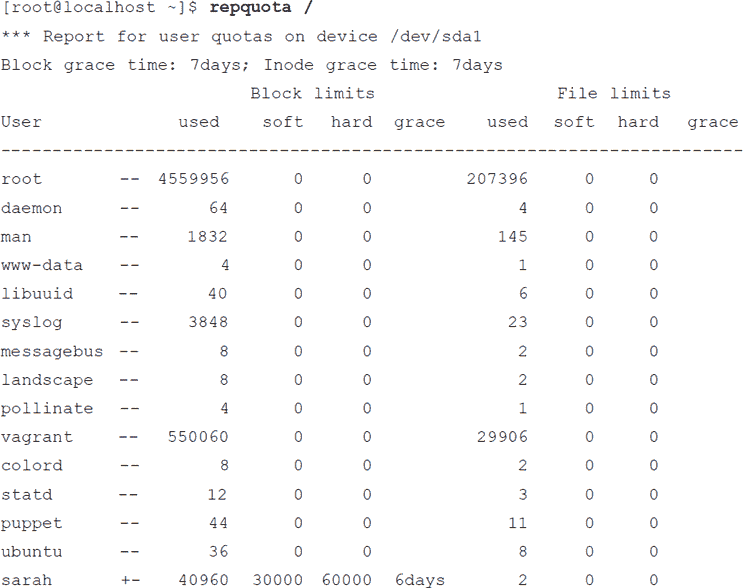 [root@localhost ~]$ repquota /
*** Report for user quotas on device /dev/sda1
Block grace time: 7days; Inode grace time: 7days
Block limits File limits
User used soft hard grace used soft hard grace
----------------------------------------------------------------------
root -- 4559956 0 0 207396 0 0
daemon -- 64 0 0 4 0 0
man -- 1832 0 0 145 0 0
www-data -- 4 0 0 1 0 0
libuuid -- 40 0 0 6 0 0
syslog -- 3848 0 0 23 0 0
messagebus -- 8 0 0 2 0 0
landscape -- 8 0 0 2 0 0
pollinate -- 4 0 0 1 0 0
vagrant -- 550060 0 0 29906 0 0
colord -- 8 0 0 2 0 0
statd -- 12 0 0 3 0 0
puppet -- 44 0 0 11 0 0
ubuntu -- 36 0 0 8 0 0
sarah +- 40960 30000 60000 6days 2 0 0